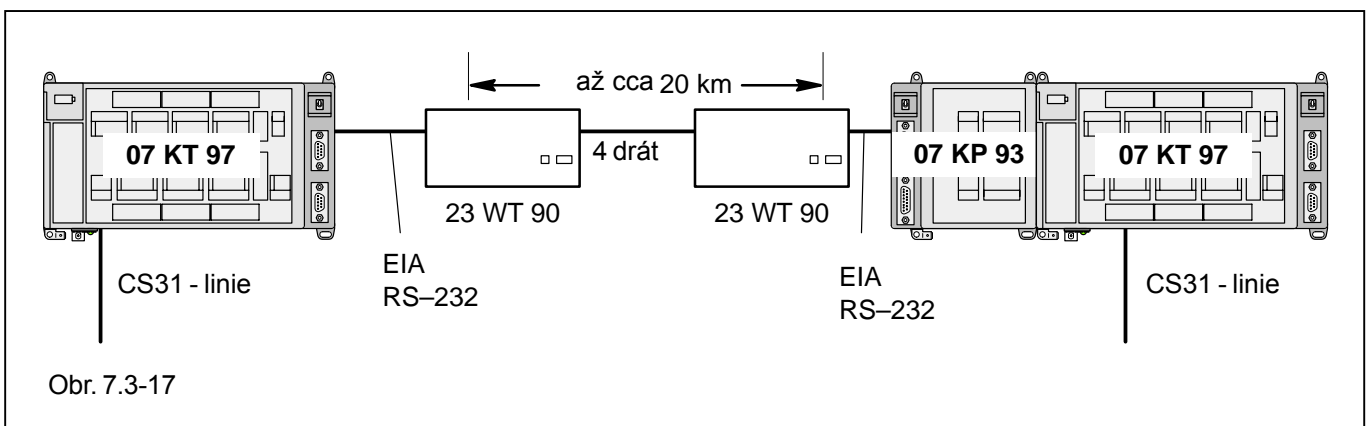 až cca 20 km
07 KT 97
4 drát
07 KP 93
07 KT 97
23 WT 90
23 WT 90
CS31 - linie
EIA
RS–232
EIA
RS–232
CS31 - linie
Obr. 7.3-17